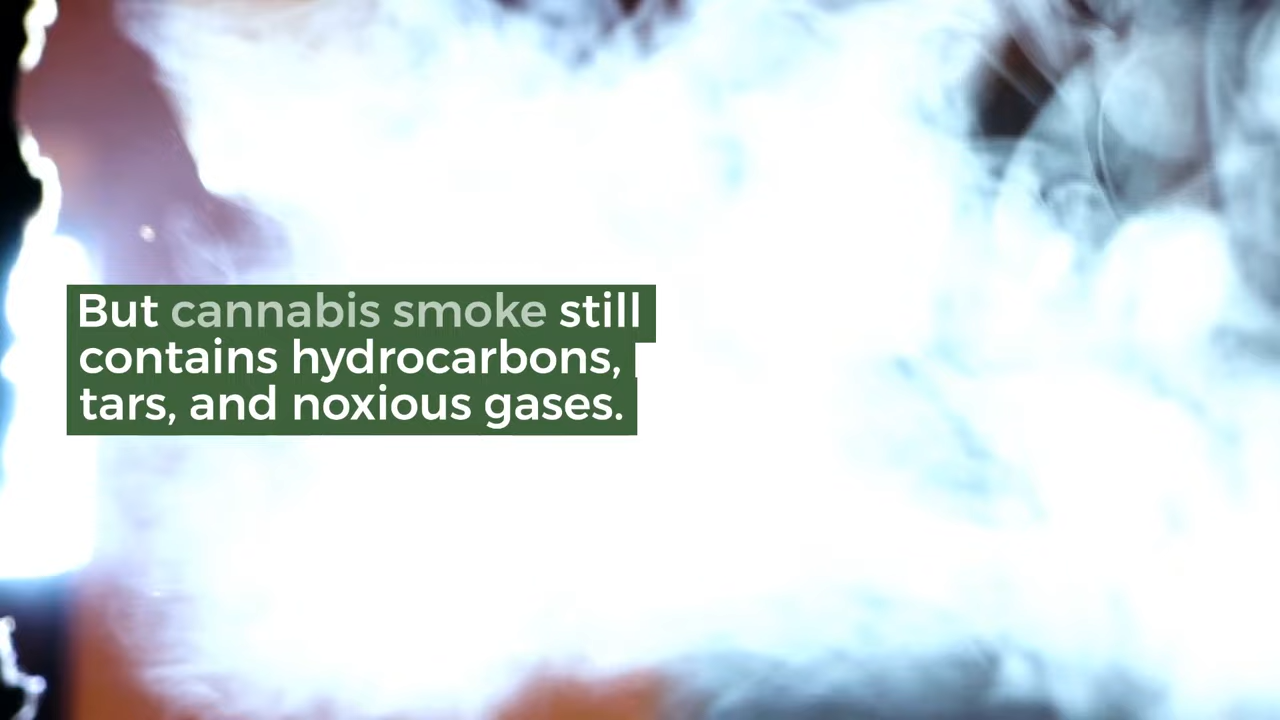 But cannabis smoke still
contains hydrocarbons,
tars, and noxious gases.